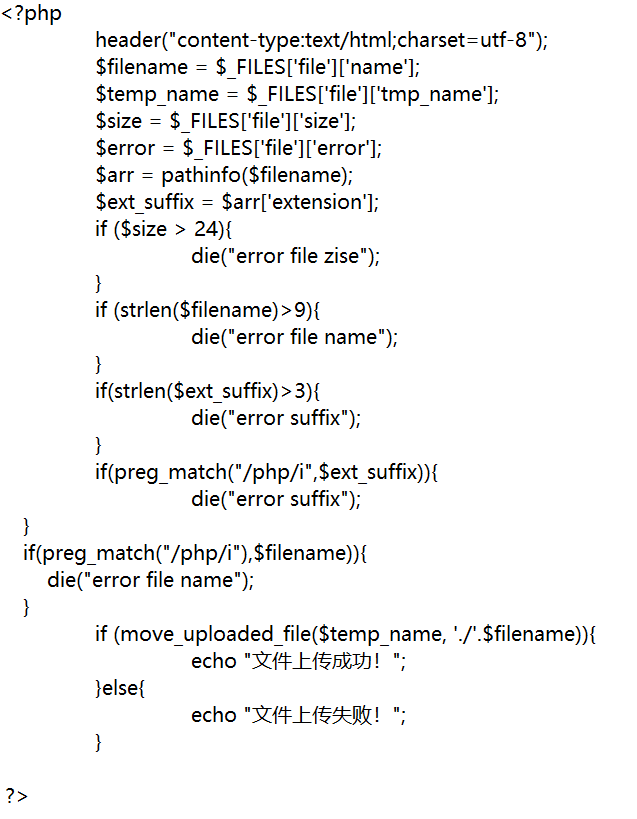 <?php
header("content-type:text/html;charset=utf-8");
$filename = $_FILES['file']['name'];
$temp_name = $_FILES['file']['tmp_name'];
$size = $_FILES['file']['size'];
$error = $_FILES['file']['error'];
$arr = pathinfo($filename);
$ext_suffix = $arr['extension'];
if ($size > 24){
die("error file zise");
}
if (strlen($filename)>9){
die("error file name");
}
if(strlen($ext_suffix)>3){
die("error suffix");
}
if(preg_match("/php/i",$ext_suffix)){
die("error suffix");
}
if(preg_match("/php/i"),$filename)){
die("error file name");
}
if (move_uploaded_file($temp_name, './'.$filename)){
echo "文件上传成功！";
}else{
echo "文件上传失败！";
}
?>